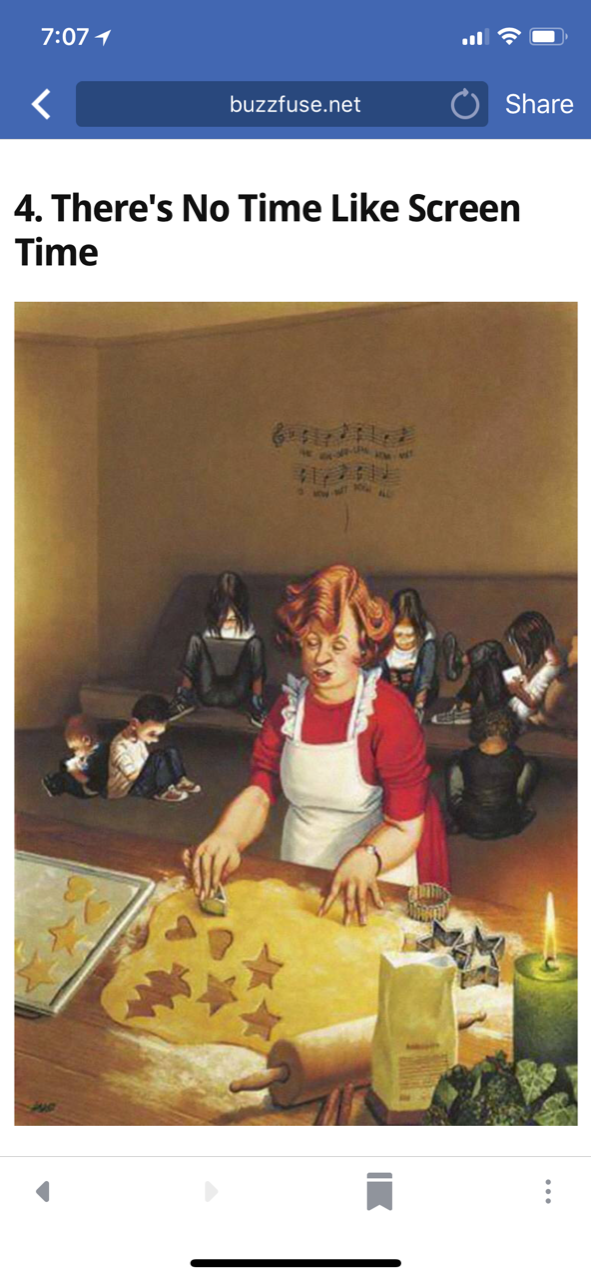 7:07
buzzfuse.net
Share
4. There's No Time Like Screen
Time